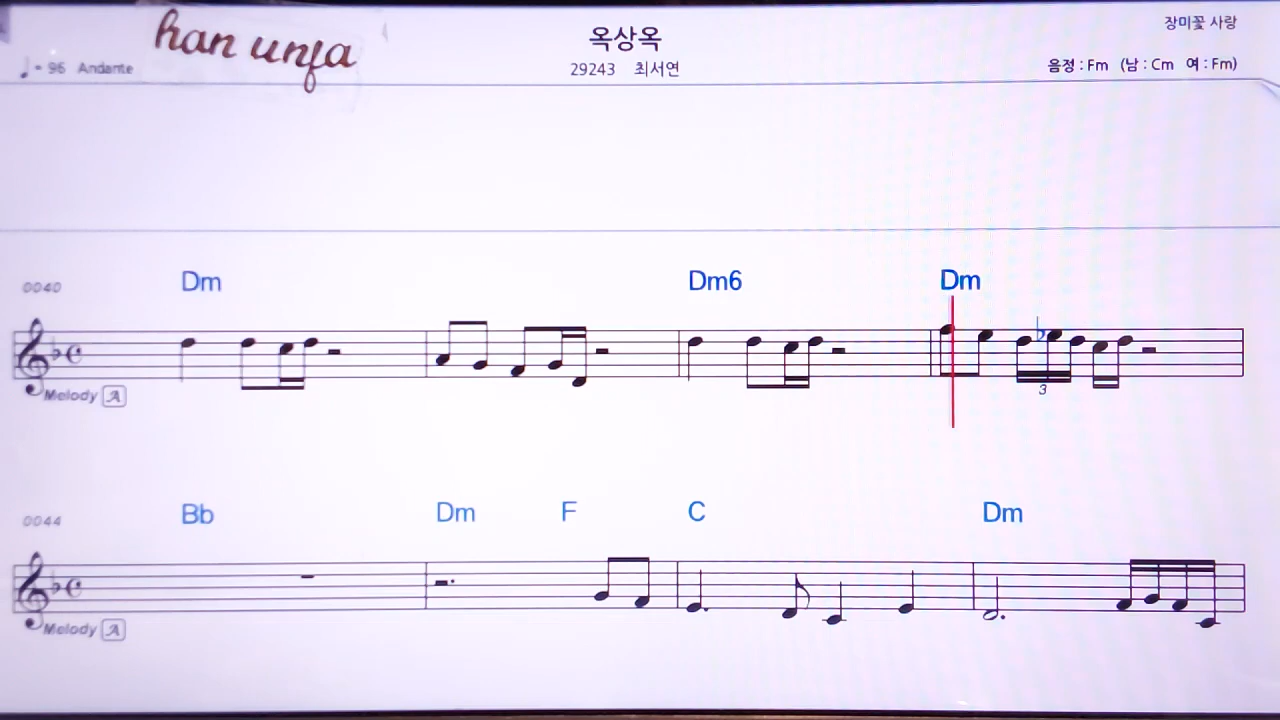 han unfa
옥상옥
장미꽃 사랑
♩= 96 Andante
29243 최서연
음정 : Fm (남 : Cm 여 : Fm)
0040 Dm Dm6 Dm
Melody A
3
0044 Bb Dm F C Dm
Melody A